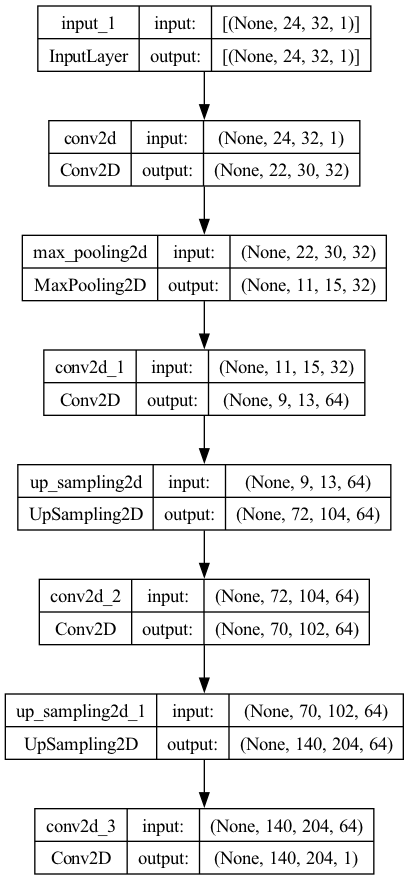 input_1 input: [(None, 24, 32, 1)]
InputLayer output: [(None, 24, 32, 1)]
conv2d input: (None, 24, 32, 1)
Conv2D output: (None, 22, 30, 32)
max_pooling2d input: (None, 22, 30, 32)
MaxPooling2D output: (None, 11, 15, 32)
conv2d_1 input: (None, 11, 15, 32)
Conv2D output: (None, 9, 13, 64)
up_sampling2d input: (None, 9, 13, 64)
UpSampling2D output: (None, 72, 104, 64)
conv2d_2 input: (None, 72, 104, 64)
Conv2D output: (None, 70, 102, 64)
up_sampling2d_1 input: (None, 70, 102, 64)
UpSampling2D output: (None, 140, 204, 64)
conv2d_3 input: (None, 140, 204, 64)
Conv2D output: (None, 140, 204, 1)